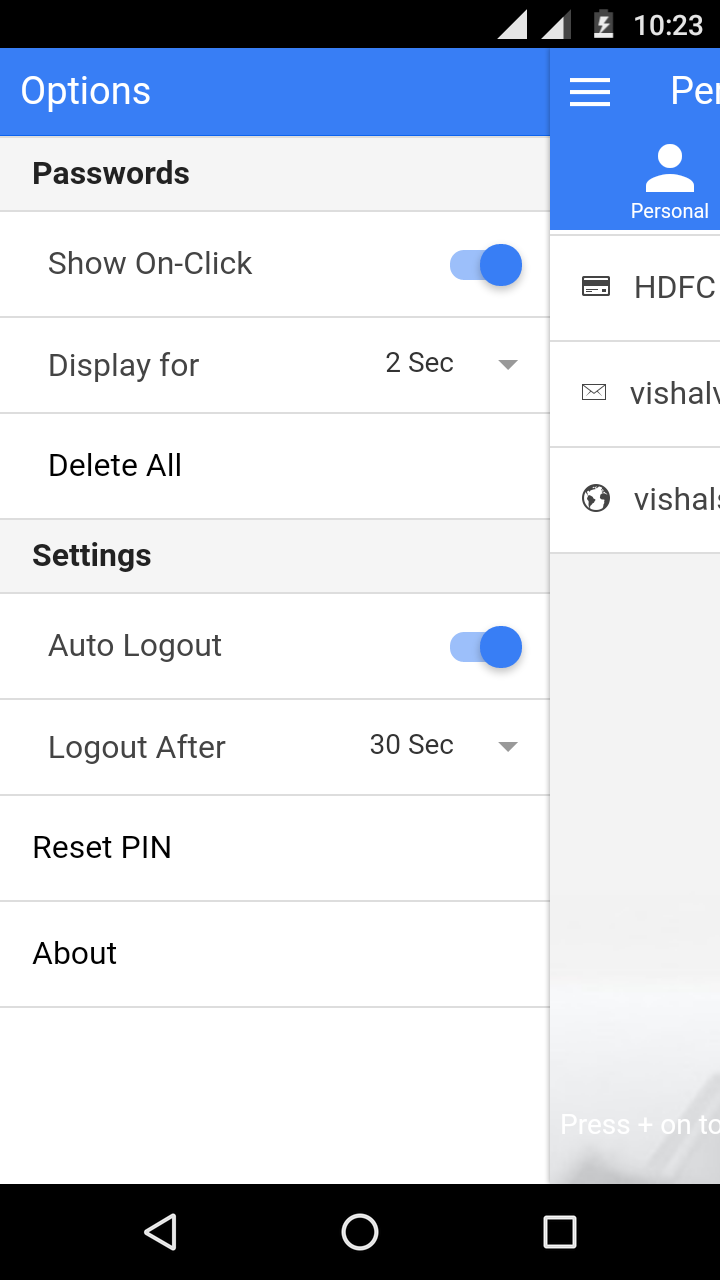 10:23
Options
Passwords
Show On-Click
Display for 2 Sec
Delete All
Settings
Auto Logout
Logout After 30 Sec
Reset PIN
About
Per
Personal
HDFC
vishalv
vishals
Press + on to